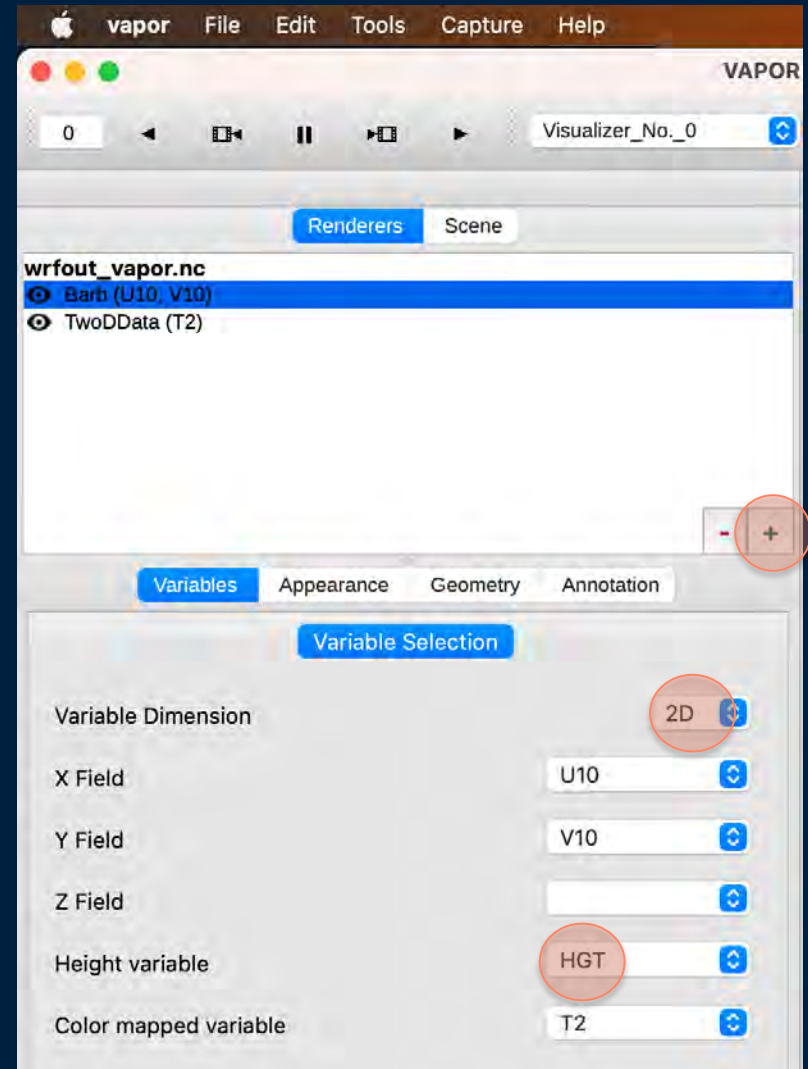 vapor File Edit Tools Capture Help
VAPOR
0 Visualizer_No._0
Renderers Scene
wrfout_vapor.nc
Barb (U10, V10)
TwoDData (T2)
- +
Variables Appearance Geometry Annotation
Variable Selection
Variable Dimension 2D
X Field U10
Y Field V10
Z Field
Height variable HGT
Color mapped variable T2